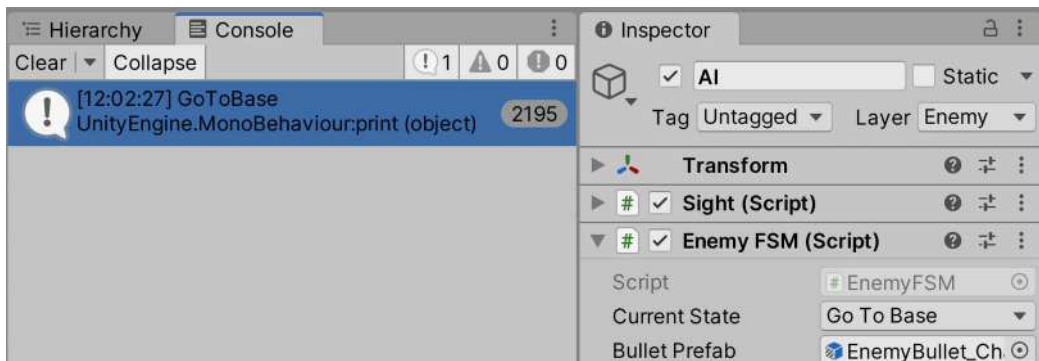 Hierarchy
Console
Clear
Collapse
1
0
0
[12:02:27] GoToBase
UnityEngine.MonoBehaviour:print (object)
2195
Inspector
AI
Static
Tag Untagged
Layer Enemy
Transform
# Sight (Script)
# Enemy FSM (Script)
Script
# EnemyFSM
Current State
Go To Base
Bullet Prefab
EnemyBullet_Ch